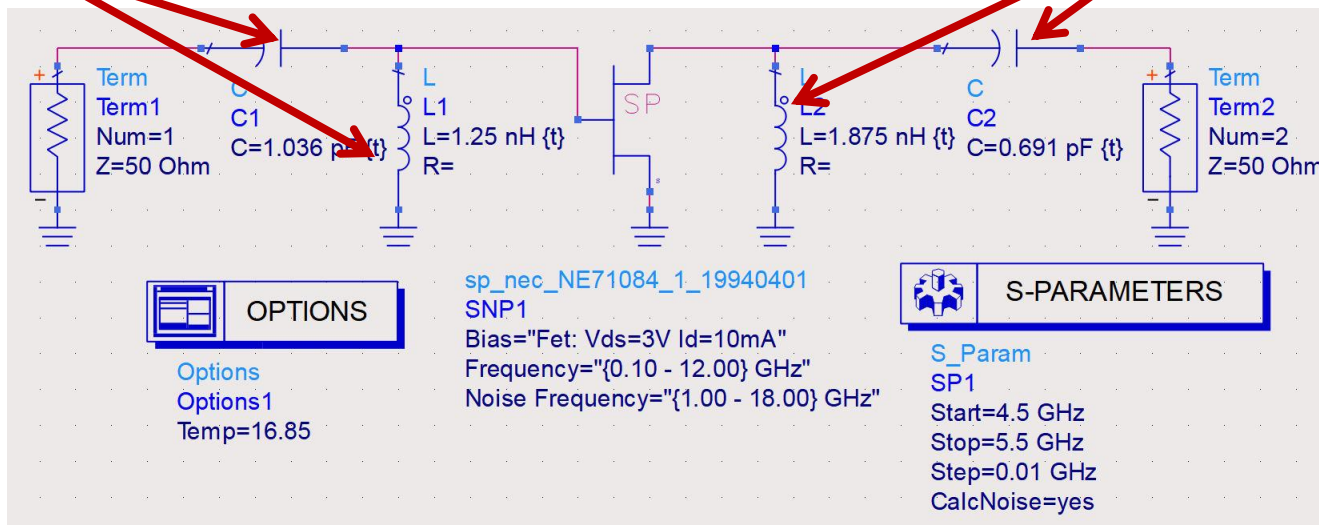 +
Term
Term1
Num=1
Z=50 Ohm
−
C
C1
C=1.036 {t}
L
L1
L=1.25 nH {t}
R=
SP
L
L2
L=1.875 nH {t}
R=
C
C2
C=0.691 pF {t}
+
Term
Term2
Num=2
Z=50 Ohm
−
OPTIONS
Options
Options1
Temp=16.85
sp_nec_NE71084_1_19940401
SNP1
Bias="Fet: Vds=3V Id=10mA"
Frequency="{0.10 - 12.00} GHz"
Noise Frequency="{1.00 - 18.00} GHz"
S-PARAMETERS
S_Param
SP1
Start=4.5 GHz
Stop=5.5 GHz
Step=0.01 GHz
CalcNoise=yes